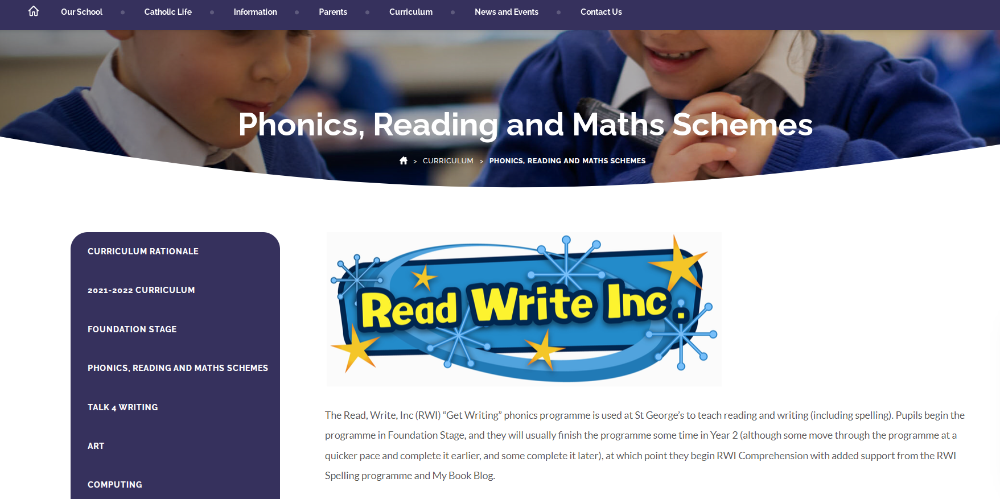 Our School
Catholic Life
Information
Parents
Curriculum
News and Events
Contact Us
Phonics, Reading and Maths Schemes
> CURRICULUM > PHONICS, READING AND MATHS SCHEMES
CURRICULUM RATIONALE
2021-2022 CURRICULUM
FOUNDATION STAGE
PHONICS, READING AND MATHS SCHEMES
TALK 4 WRITING
ART
COMPUTING
Read Write Inc.
The Read, Write, Inc (RWI) “Get Writing” phonics programme is used at St George’s to teach reading and writing (including spelling). Pupils begin the
programme in Foundation Stage, and they will usually finish the programme some time in Year 2 (although some move through the programme at a
quicker pace and complete it earlier, and some complete it later), at which point they begin RWI Comprehension with added support from the RWI
Spelling programme and My Book Blog.